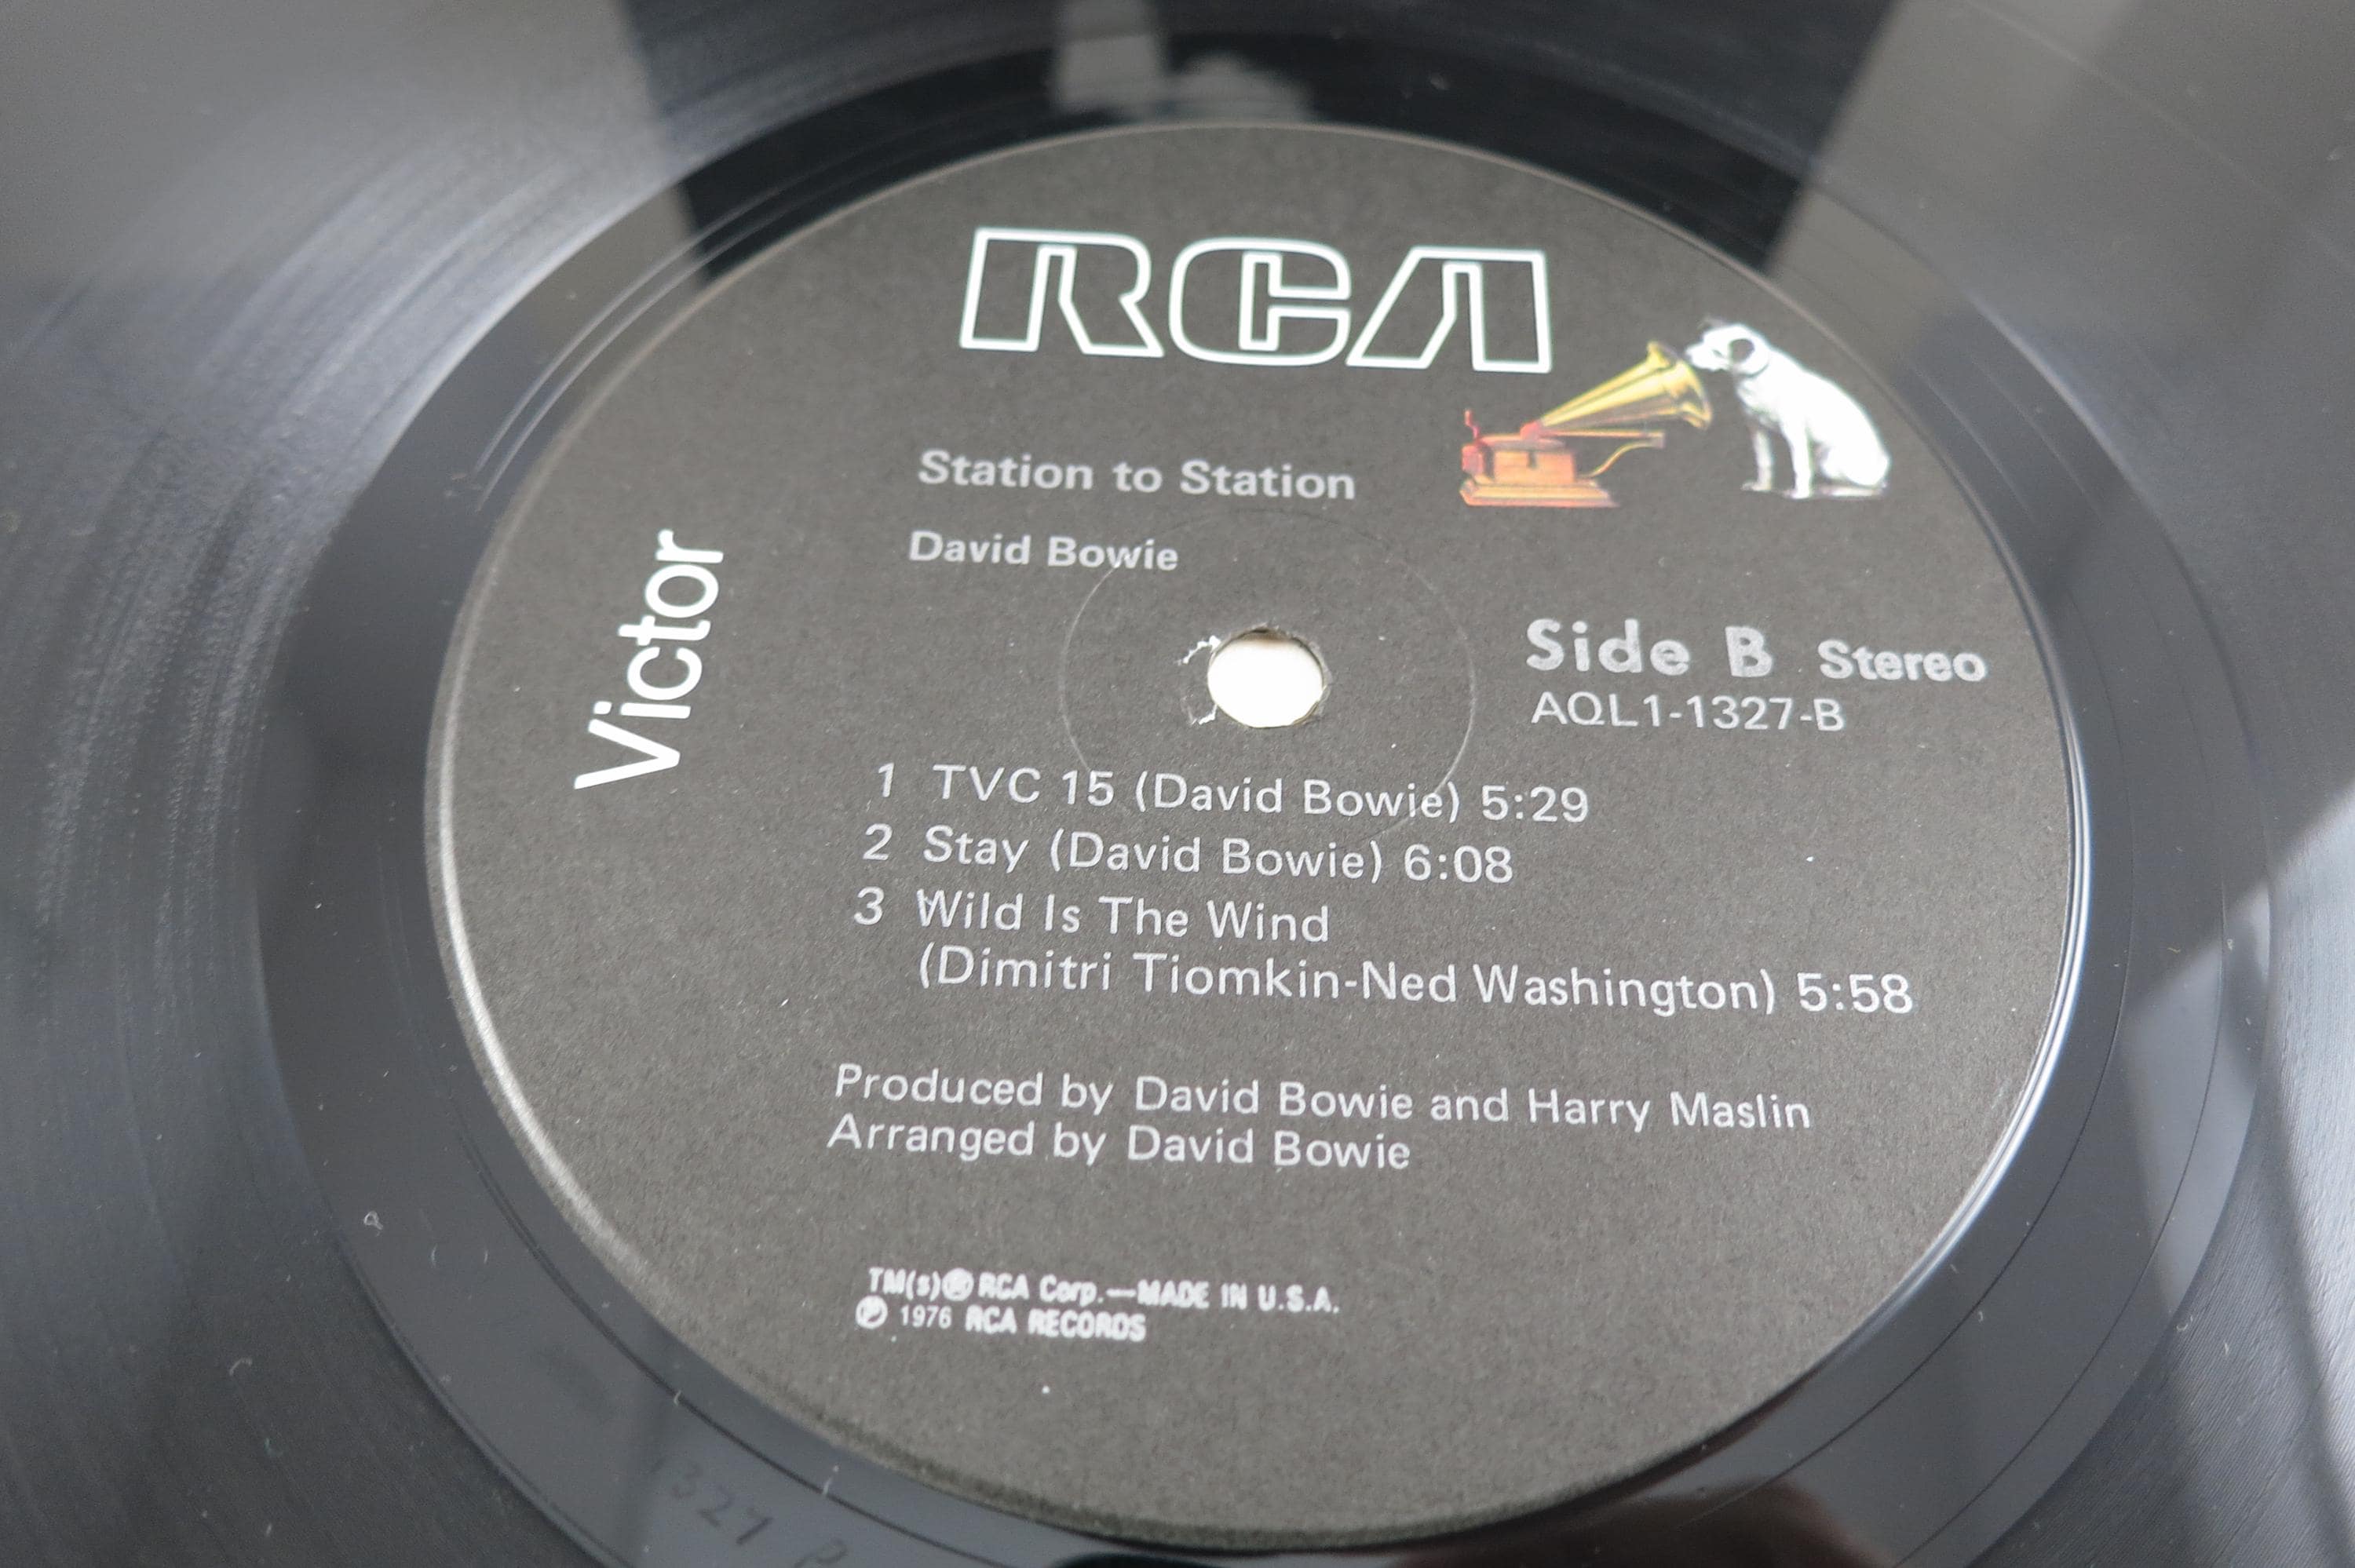 RCA
Victor
Station to Station
David Bowie
Side B Stereo
AQL1-1327-B
1 TVC 15 (David Bowie) 5:29
2 Stay (David Bowie) 6:08
3 Wild Is The Wind
(Dimitri Tiomkin-Ned Washington) 5:58
Produced by David Bowie and Harry Maslin
Arranged by David Bowie
TM(s)® RCA Corp.—MADE IN U.S.A.
℗ 1976 RCA RECORDS
327